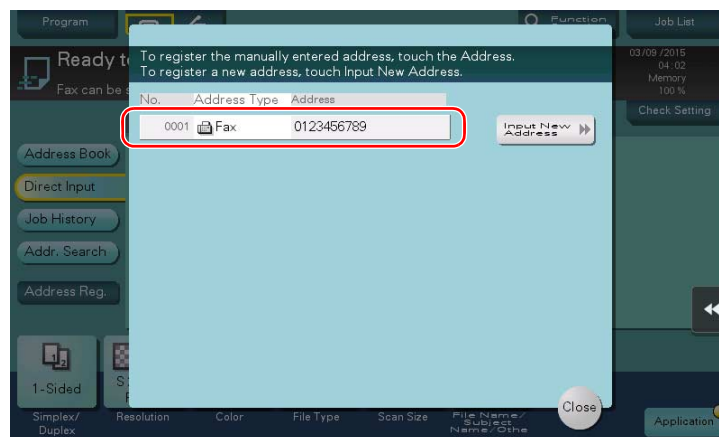 Program
Function
Job List
Ready t
Fax can be s
03/09/2015
04:02
Memory
100 %
Check Setting
To register the manually entered address, touch the Address.
To register a new address, touch Input New Address.
No. Address Type Address
0001 Fax 0123456789
Input New
Address
Address Book
Direct Input
Job History
Addr. Search
Address Reg.
1-Sided
S
Close
Simplex/
Duplex
Resolution
Color
File Type
Scan Size
File Name/
Subject
Name/Othe
Application